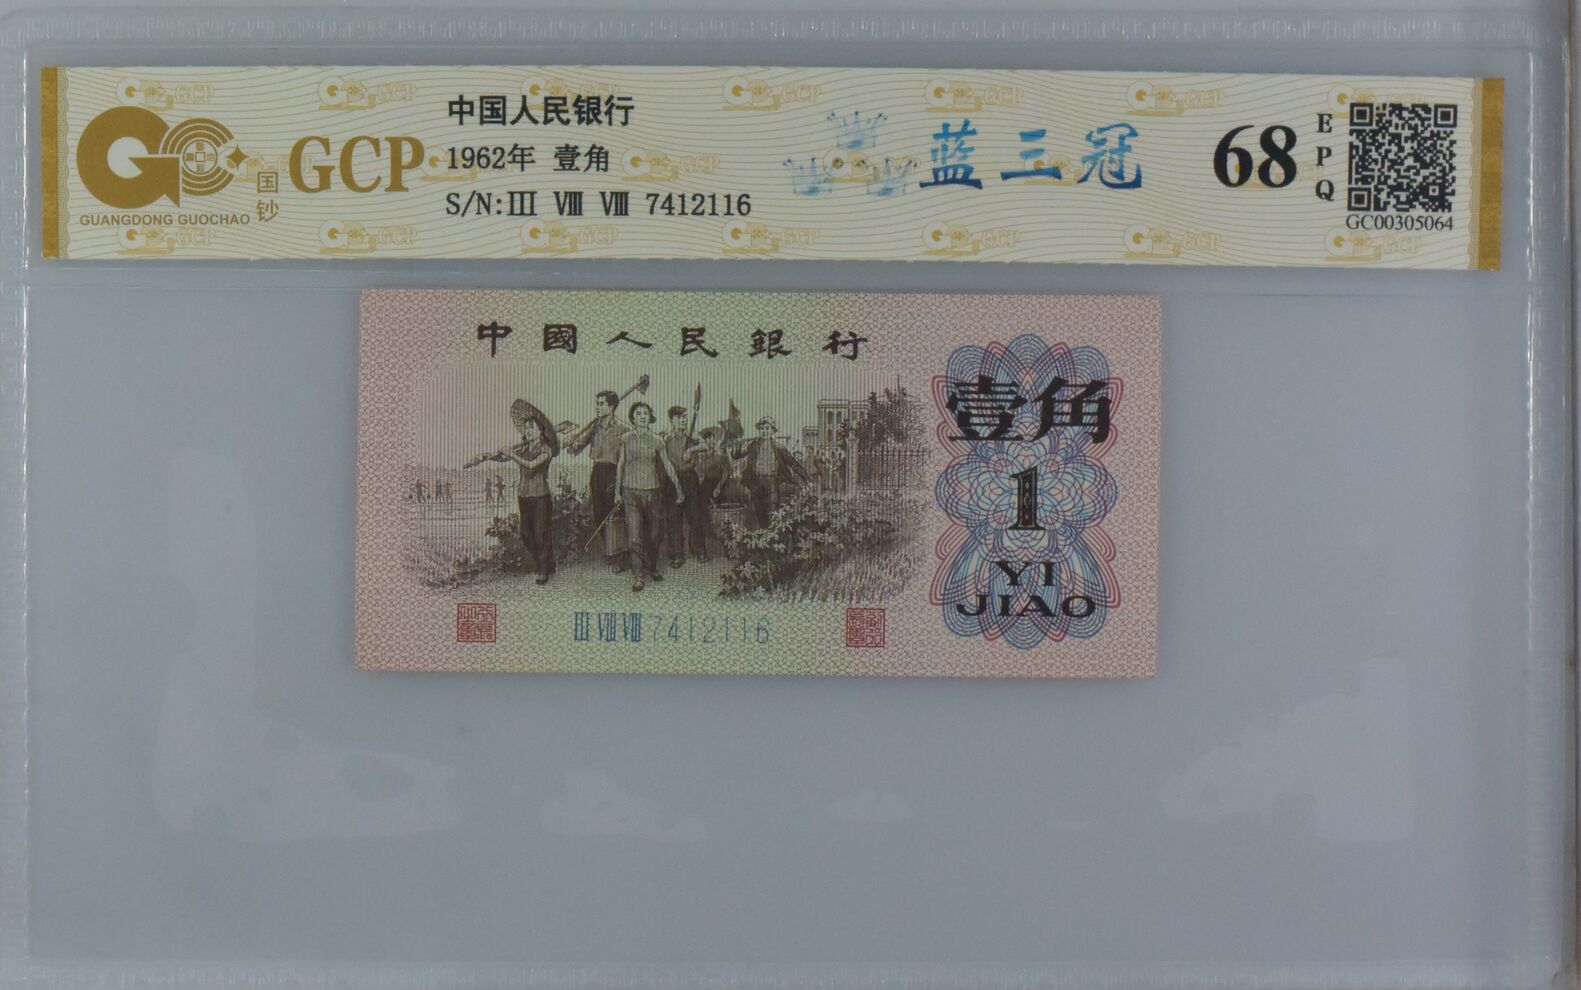 GCP
国钞
GUANGDONG GUOCHAO
中国人民银行
1962年 壹角
S/N:Ⅲ Ⅷ Ⅷ 7412116
蓝三冠
68
EPQ
GC00305064
中國人民銀行
壹角
1
YI
JIAO
Ⅲ Ⅷ Ⅷ 7412116